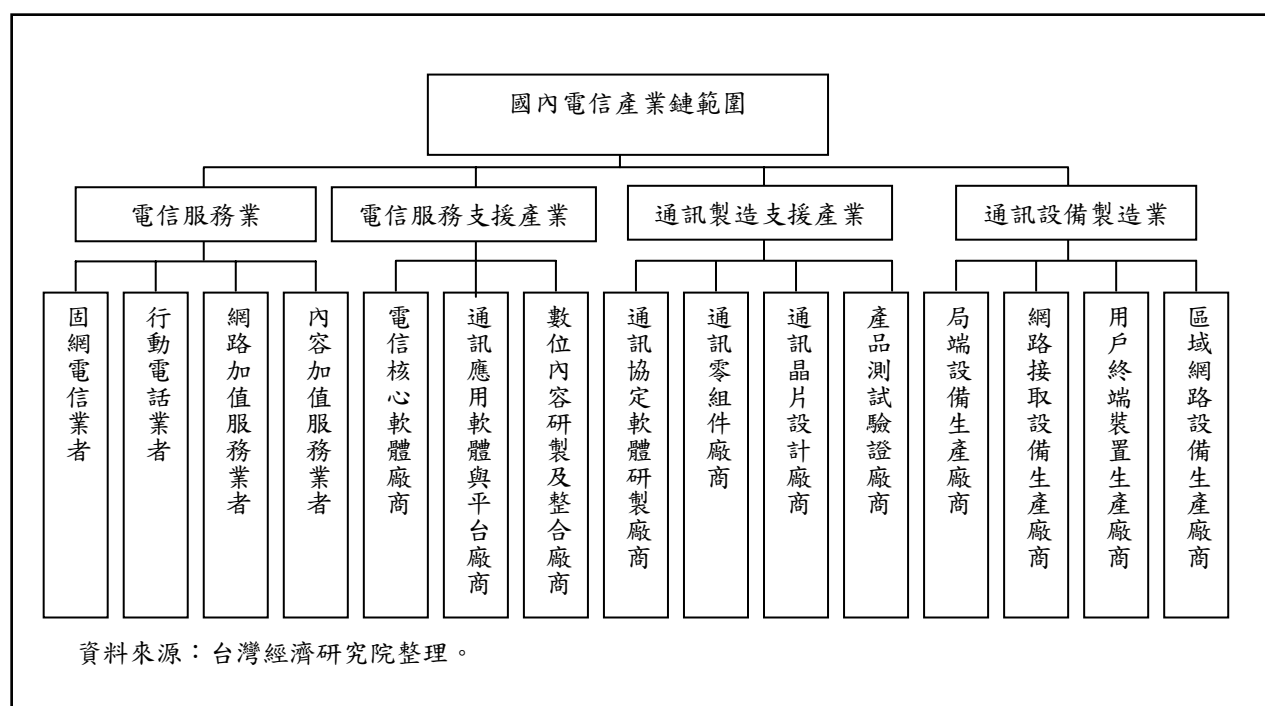 國內電信產業鏈範圍
電信服務業
電信服務支援產業
通訊製造支援產業
通訊設備製造業
固網電信業者
行動電話業者
網路加值服務業者
內容加值服務業者
電信核心軟體廠商
通訊應用軟體與平台廠商
數位內容研製及整合廠商
通訊協定軟體研製廠商
通訊零組件廠商
通訊晶片設計廠商
產品測試驗證廠商
局端設備生產廠商
網路接取設備生產廠商
用戶終端裝置生產廠商
區域網路設備生產廠商
資料來源：台灣經濟研究院整理。